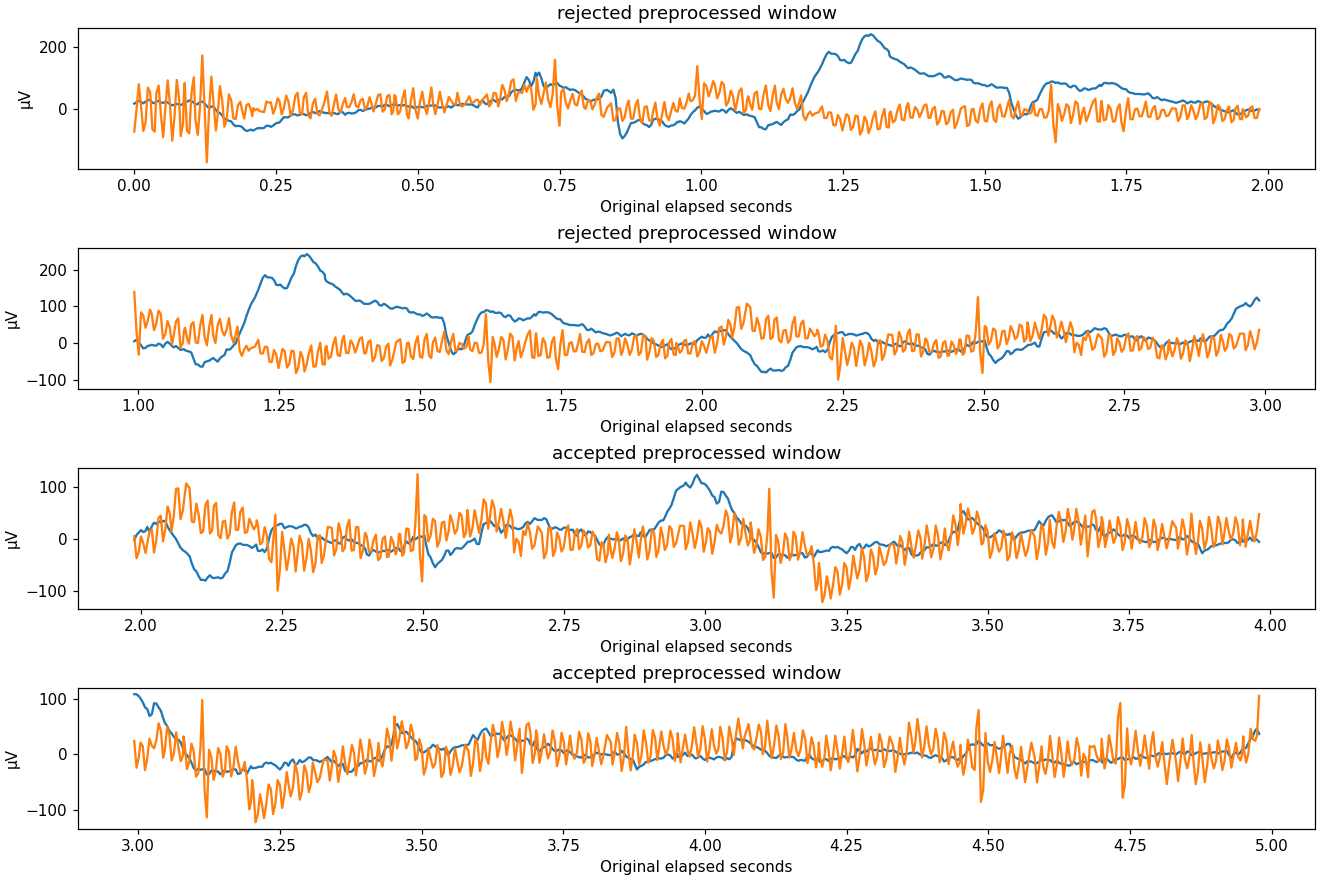 rejected preprocessed window
µV
200
0
0.00 0.25 0.50 0.75 1.00 1.25 1.50 1.75 2.00
Original elapsed seconds
rejected preprocessed window
µV
200
100
0
−100
1.00 1.25 1.50 1.75 2.00 2.25 2.50 2.75 3.00
Original elapsed seconds
accepted preprocessed window
µV
100
0
−100
2.00 2.25 2.50 2.75 3.00 3.25 3.50 3.75 4.00
Original elapsed seconds
accepted preprocessed window
µV
100
0
−100
3.00 3.25 3.50 3.75 4.00 4.25 4.50 4.75 5.00
Original elapsed seconds